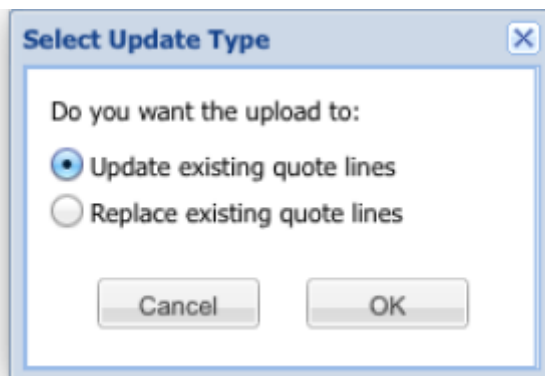 Select Update Type
Do you want the upload to:
Update existing quote lines
Replace existing quote lines
Cancel OK